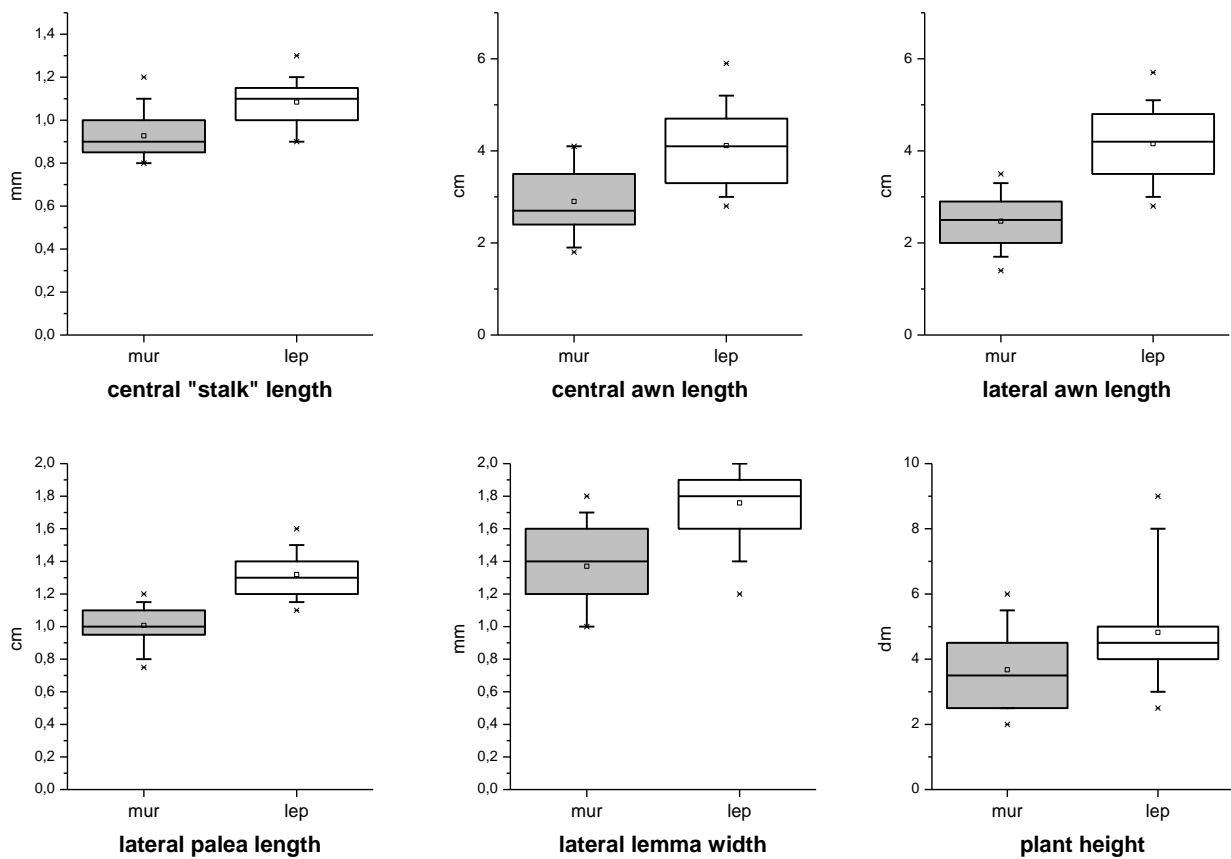 1,4
1,2
1,0
0,8
0,6
0,4
0,2
0,0
mm
mur
lep
central "stalk" length
6
4
2
0
cm
mur
lep
central awn length
6
4
2
0
cm
mur
lep
lateral awn length
2,0
1,8
1,6
1,4
1,2
1,0
0,8
0,6
0,4
0,2
0,0
cm
mur
lep
lateral palea length
2,0
1,8
1,6
1,4
1,2
1,0
0,8
0,6
0,4
0,2
0,0
mm
mur
lep
lateral lemma width
10
8
6
4
2
0
dm
mur
lep
plant height